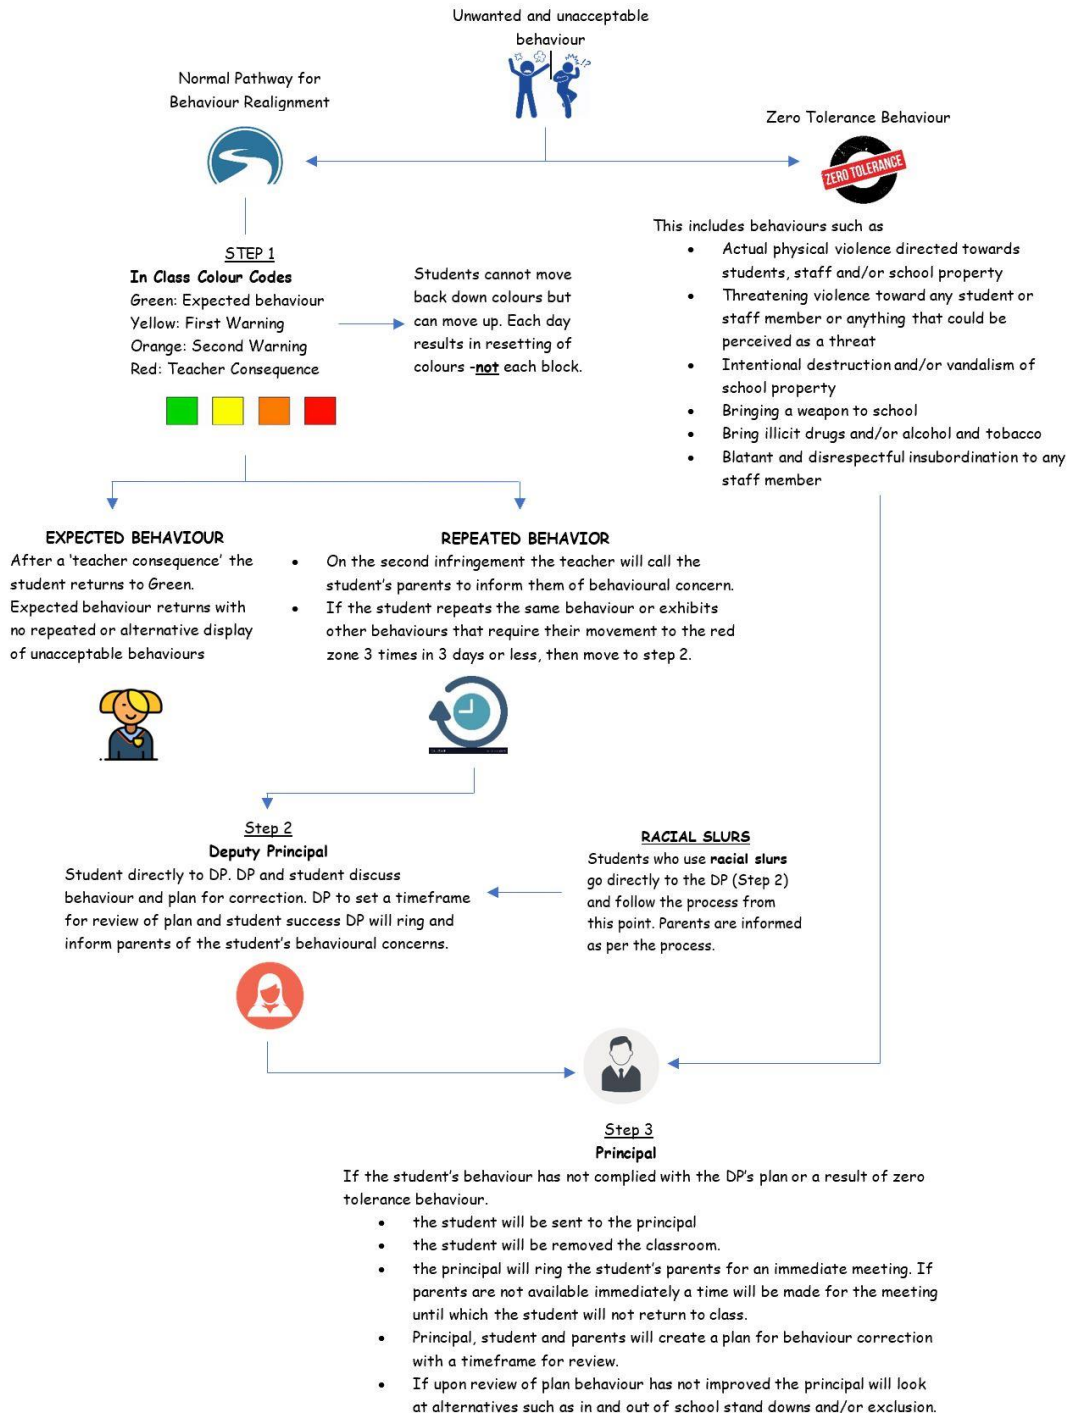 Unwanted and unacceptable
behaviour
Normal Pathway for
Behaviour Realignment
Zero Tolerance Behaviour
ZERO TOLERANCE
This includes behaviours such as
• Actual physical violence directed towards
students, staff and/or school property
• Threatening violence toward any student or
staff member or anything that could be
perceived as a threat
• Intentional destruction and/or vandalism of
school property
• Bringing a weapon to school
• Bring illicit drugs and/or alcohol and tobacco
• Blatant and disrespectful insubordination to any
staff member
STEP 1
In Class Colour Codes
Green: Expected behaviour
Yellow: First Warning
Orange: Second Warning
Red: Teacher Consequence
Students cannot move
back down colours but
can move up. Each day
results in resetting of
colours -not each block.
EXPECTED BEHAVIOUR
After a ‘teacher consequence’ the
student returns to Green.
Expected behaviour returns with
no repeated or alternative display
of unacceptable behaviours
REPEATED BEHAVIOR
• On the second infringement the teacher will call the
student’s parents to inform them of behavioural concern.
• If the student repeats the same behaviour or exhibits
other behaviours that require their movement to the red
zone 3 times in 3 days or less, then move to step 2.
Step 2
Deputy Principal
Student directly to DP. DP and student discuss
behaviour and plan for correction. DP to set a timeframe
for review of plan and student success DP will ring and
inform parents of the student’s behavioural concerns.
RACIAL SLURS
Students who use racial slurs
go directly to the DP (Step 2)
and follow the process from
this point. Parents are informed
as per the process.
Step 3
Principal
If the student’s behaviour has not complied with the DP’s plan or a result of zero
tolerance behaviour.
• the student will be sent to the principal
• the student will be removed the classroom.
• the principal will ring the student’s parents for an immediate meeting. If
parents are not available immediately a time will be made for the meeting
until which the student will not return to class.
• Principal, student and parents will create a plan for behaviour correction
with a timeframe for review.
• If upon review of plan behaviour has not improved the principal will look
at alternatives such as in and out of school stand downs and/or exclusion.